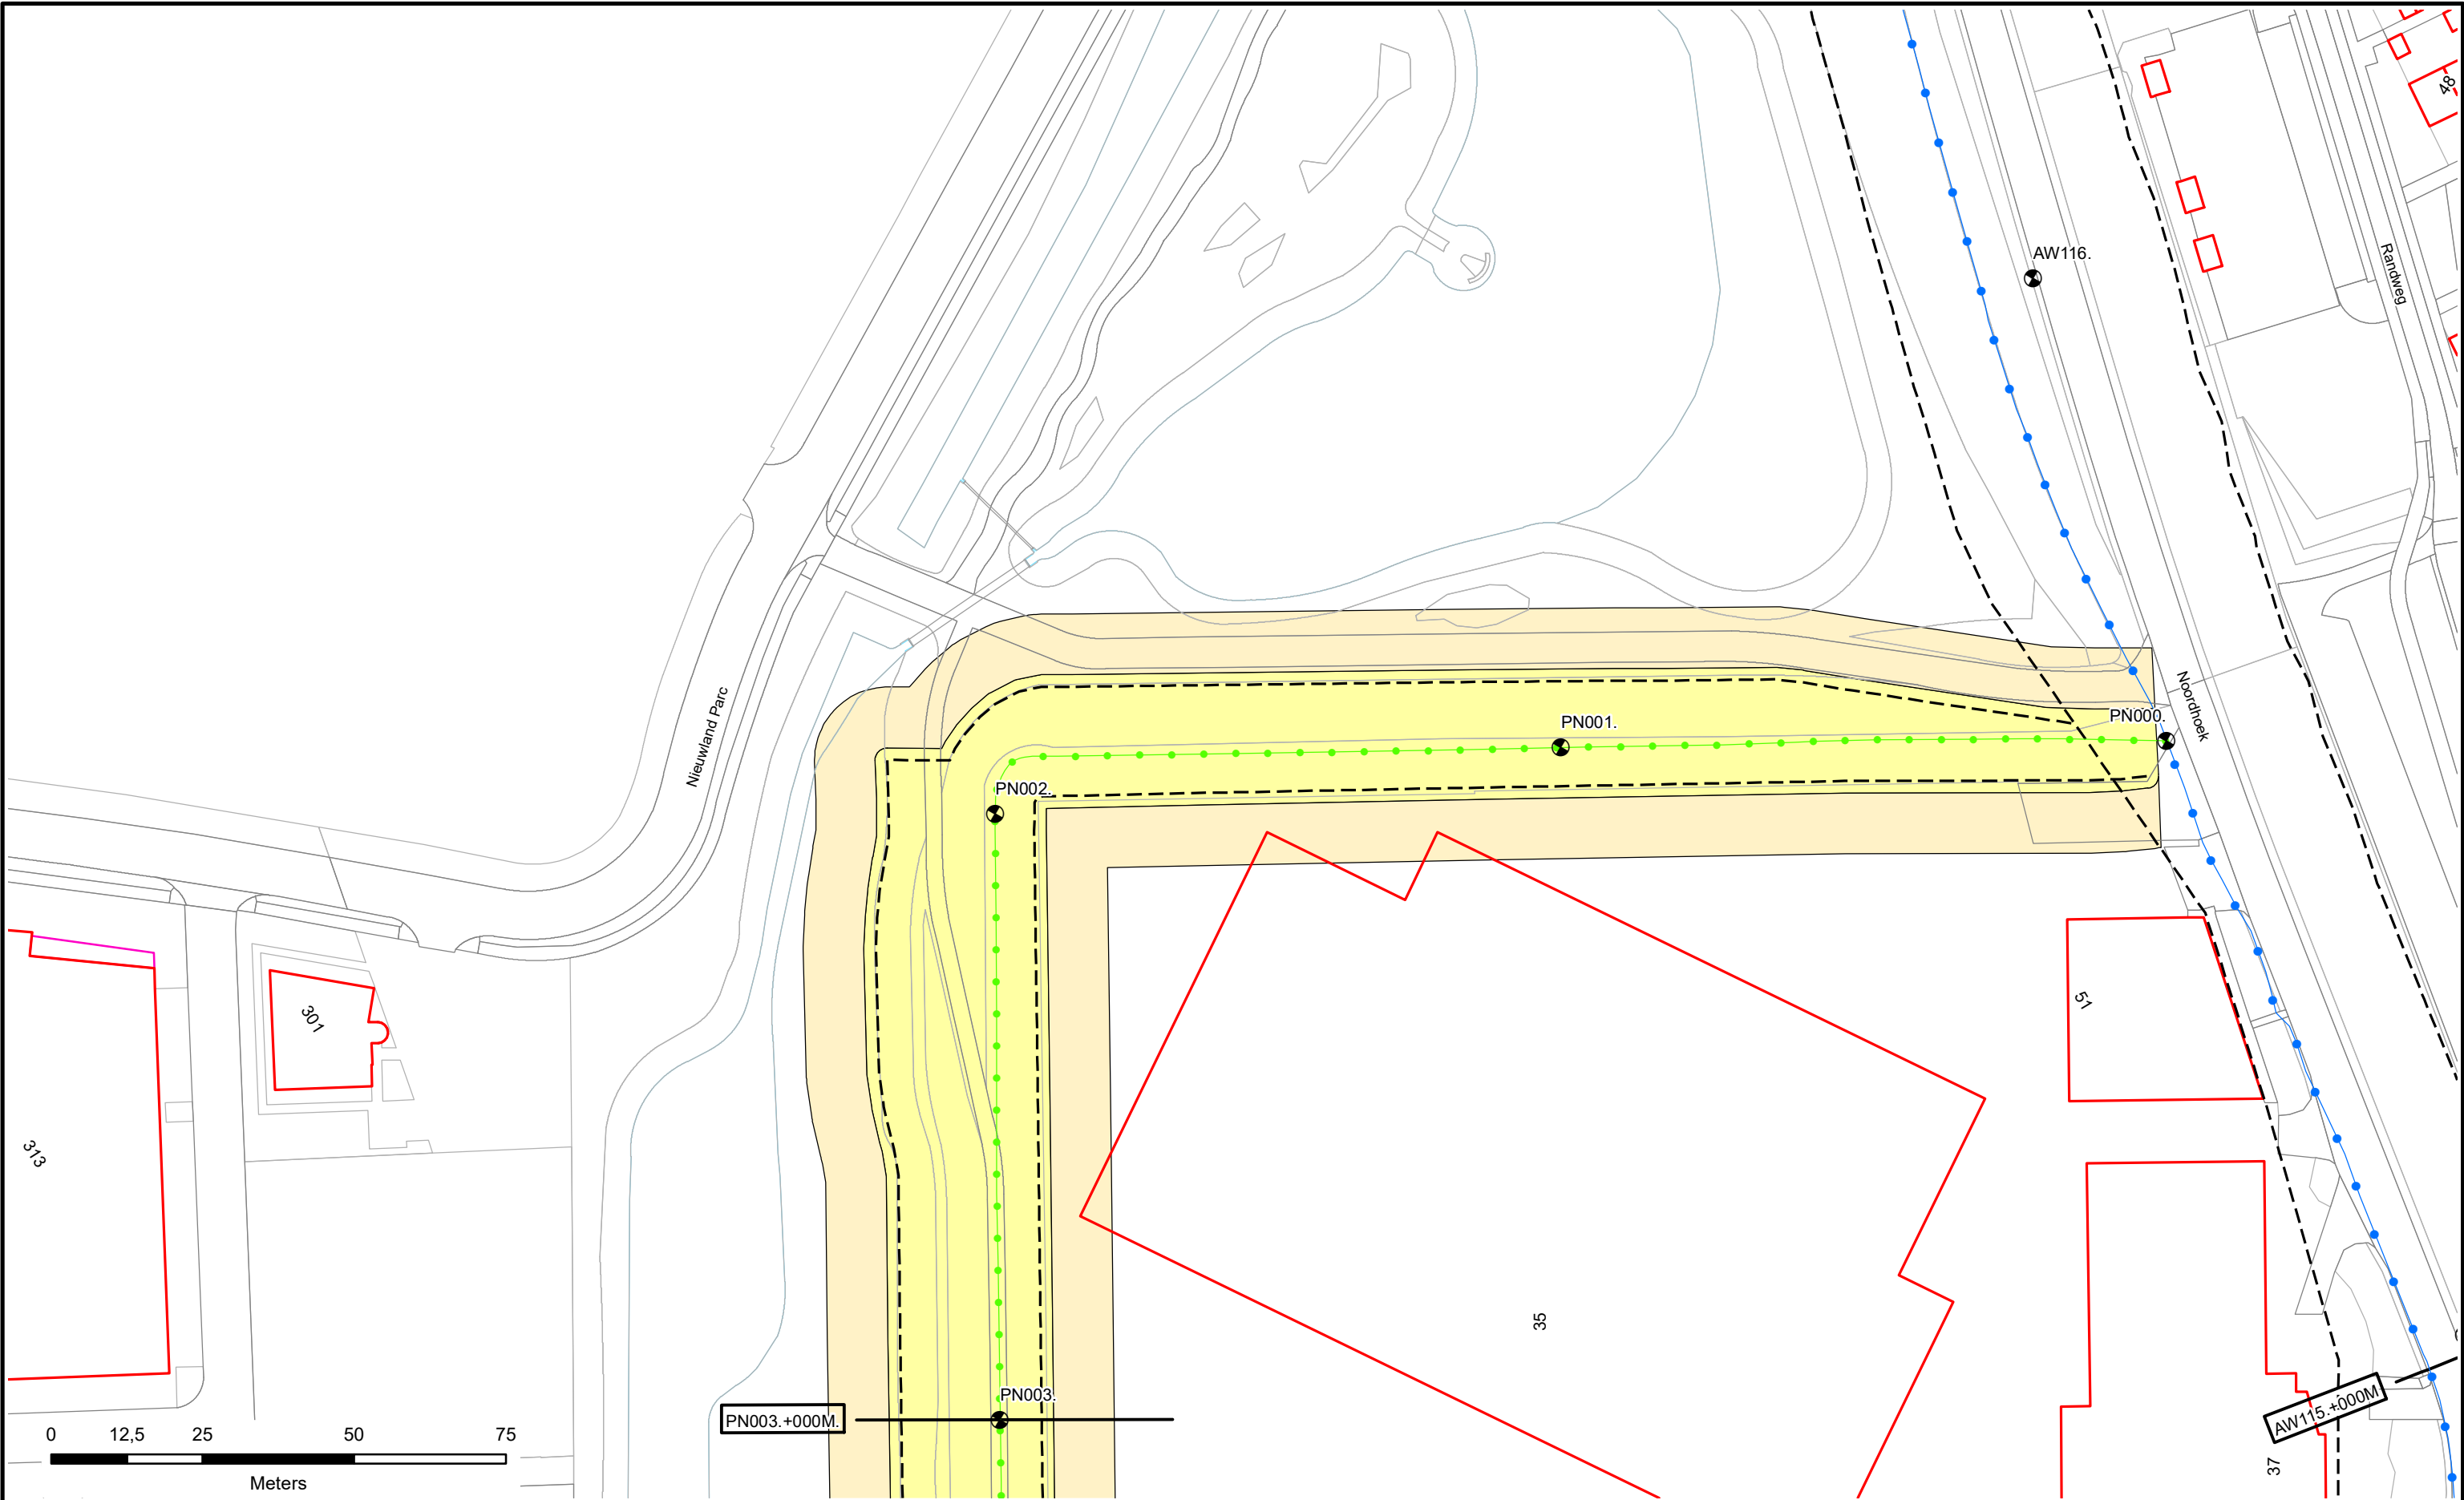 48
AW116.
Randweg
Noordhoek
PN000.
PN001.
PN002.
Nieuwland Parc
51
301
313
35
PN003.
PN003.+000M.
AW115.+000M
37
0 12,5 25 50 75
Meters